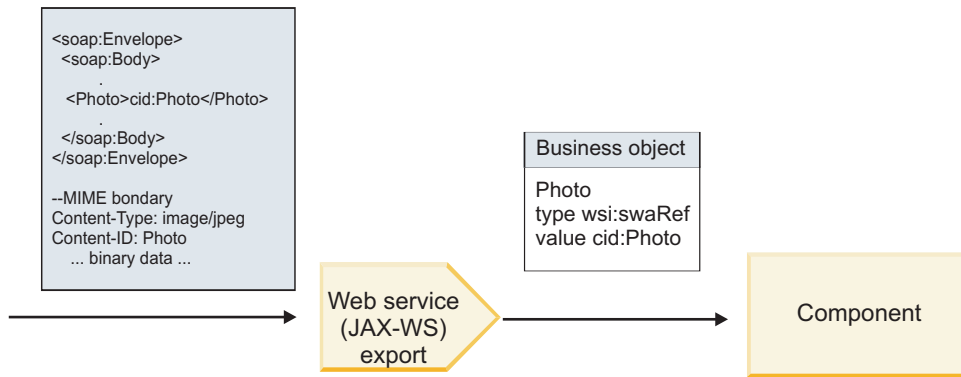 <soap:Envelope>
<soap:Body>
.
<Photo>cid:Photo</Photo>
.
</soap:Body>
</soap:Envelope>
--MIME bondary
Content-Type: image/jpeg
Content-ID: Photo
... binary data ...
Business object
Photo
type wsi:swaRef
value cid:Photo
Web service
(JAX-WS)
export
Component